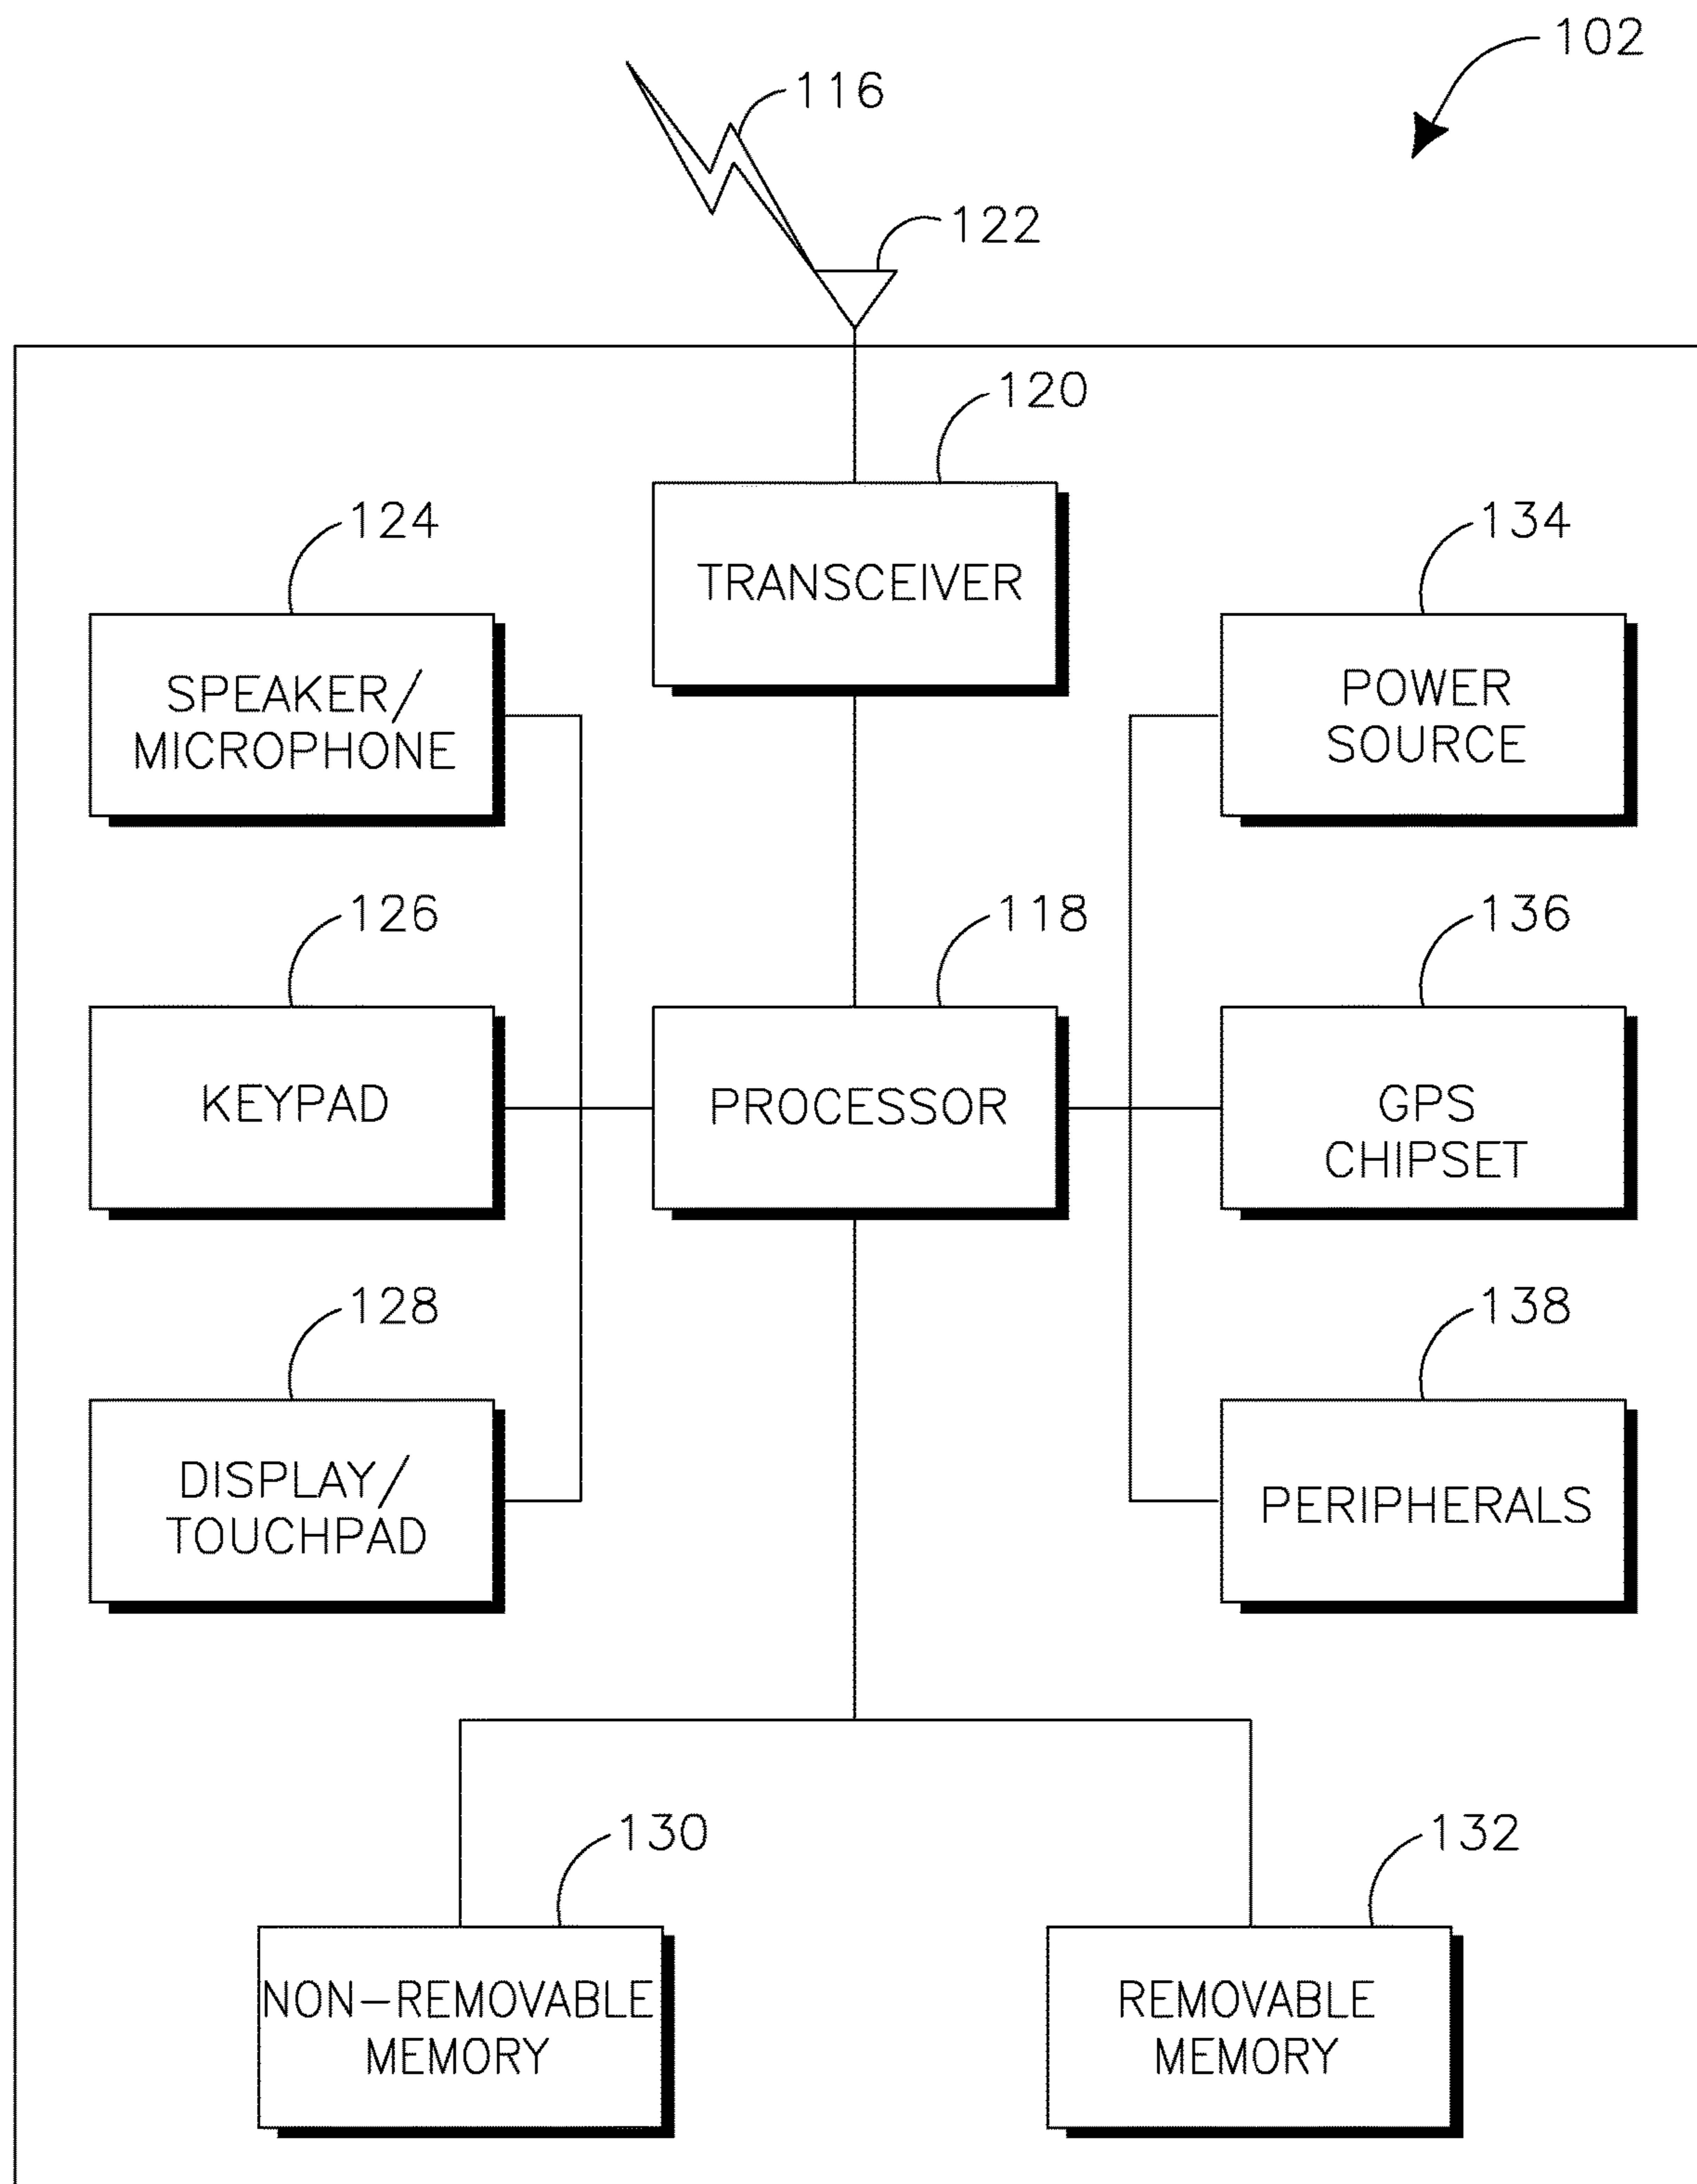 102
116
122
120
TRANSCEIVER
124
SPEAKER/
MICROPHONE
134
POWER
SOURCE
126
KEYPAD
118
PROCESSOR
136
GPS
CHIPSET
128
DISPLAY/
TOUCHPAD
138
PERIPHERALS
130
NON-REMOVABLE
MEMORY
132
REMOVABLE
MEMORY